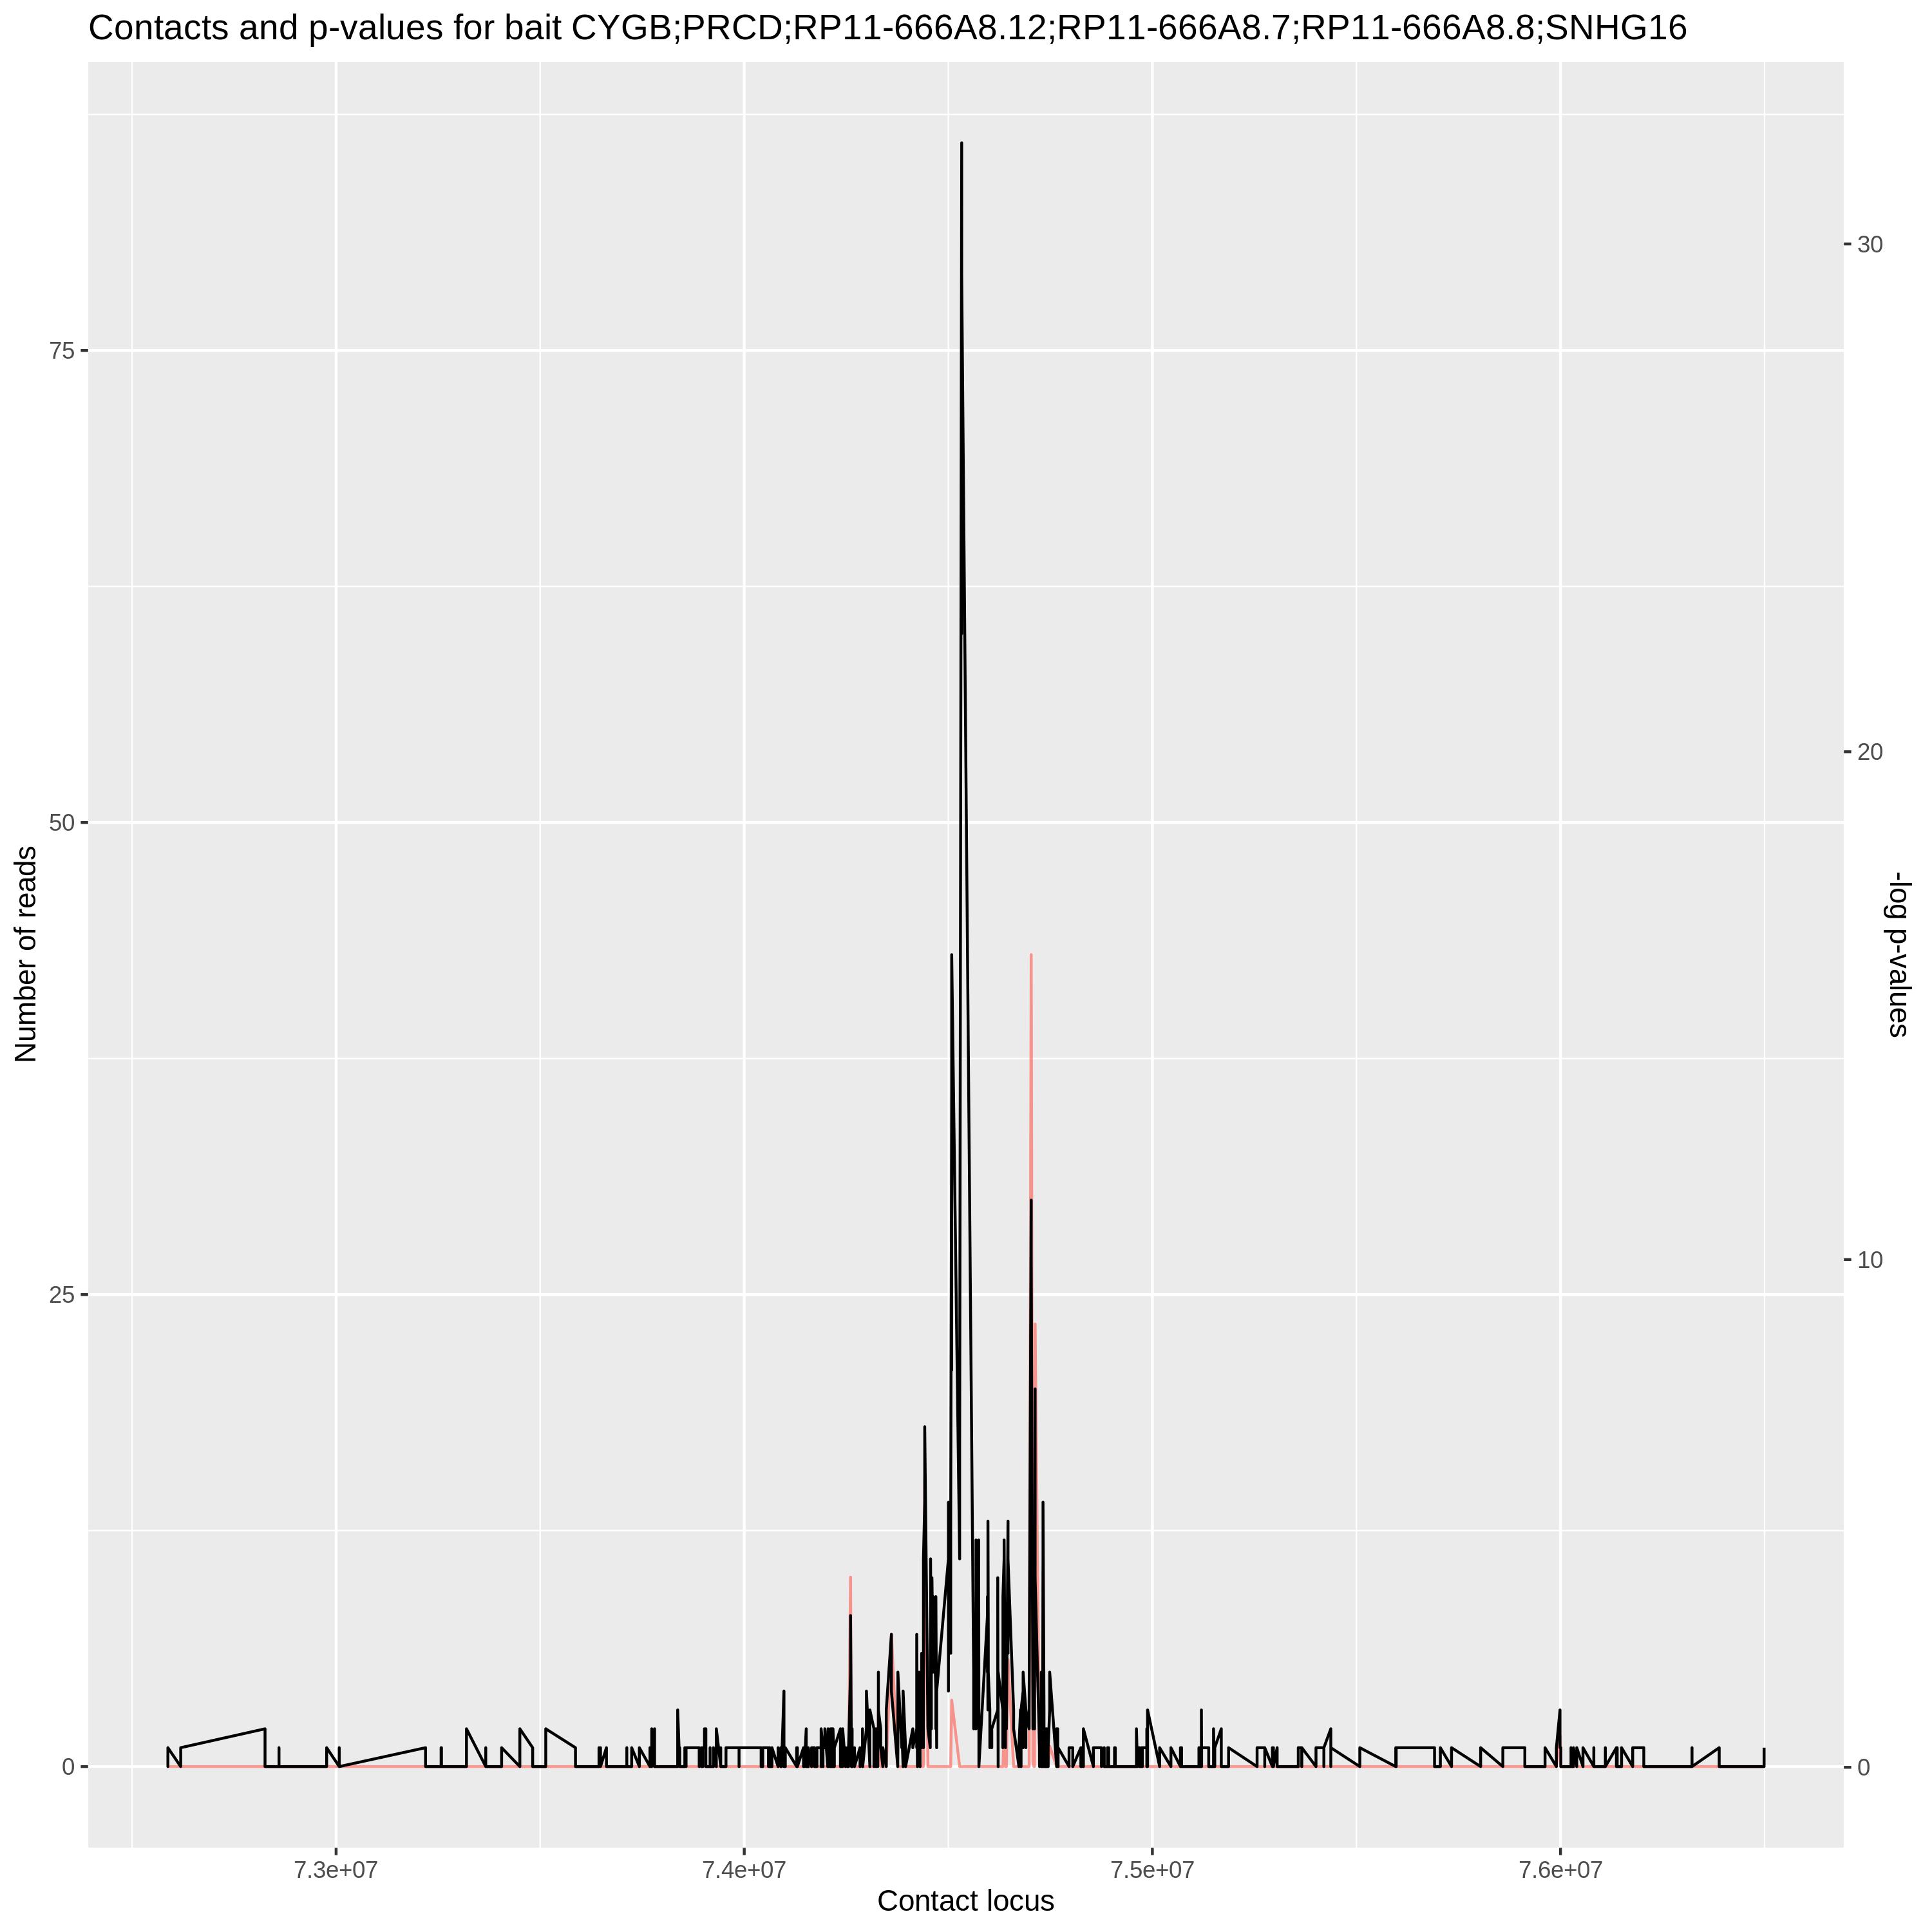 Contacts and p-values for bait CYGB;PRCD;RP11-666A8.12;RP11-666A8.7;RP11-666A8.8;SNHG16
30
75
20
50
Number of reads
-log p-values
10
25
0
0
7.3e+07
7.4e+07
7.5e+07
7.6e+07
Contact locus